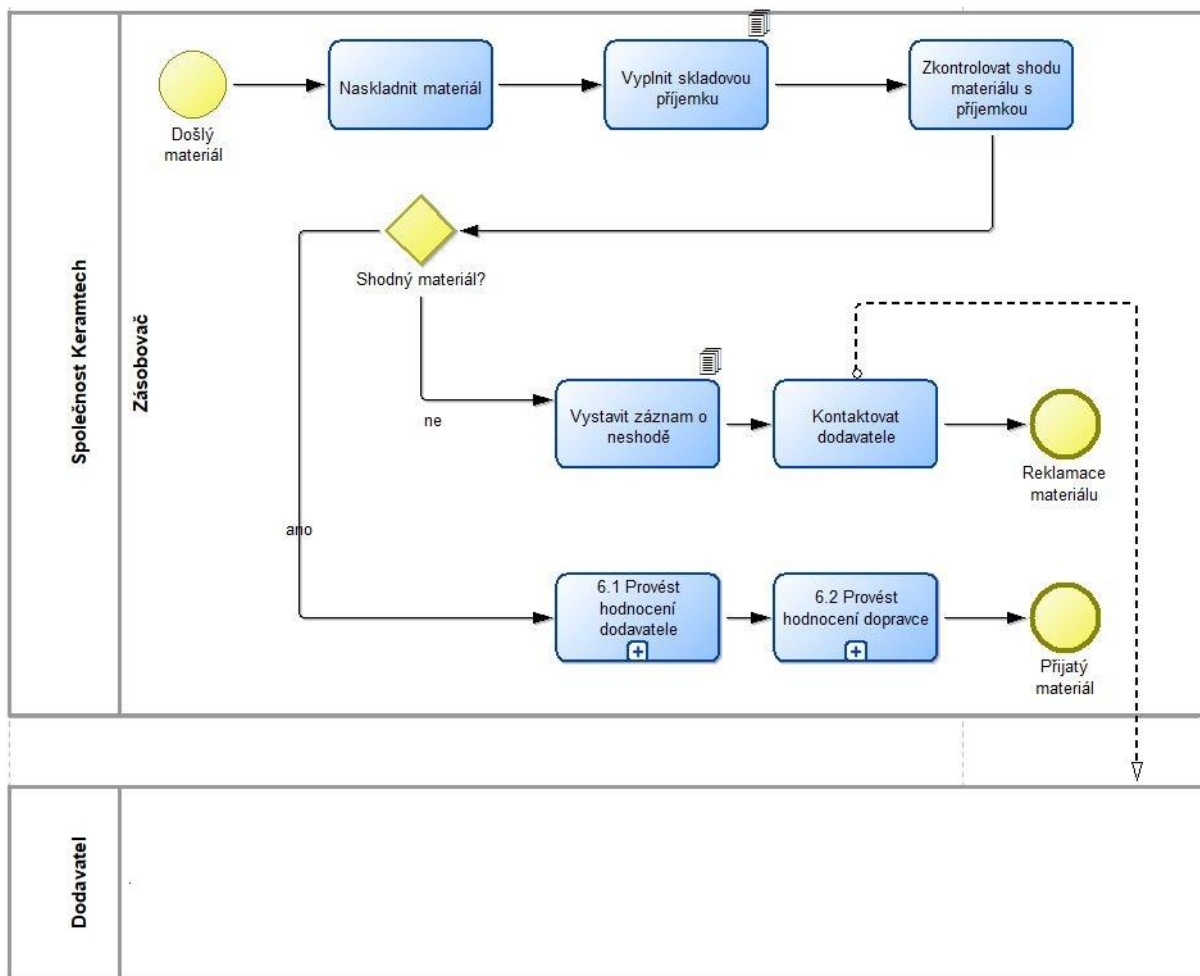 Společnost Keramtech
Zásobovač
Došlý
materiál
Naskladnit materiál
Vyplnit skladovou
příjemku
Zkontrolovat shodu
materiálu s
příjemkou
Shodný materiál?
ne
Vystavit záznam o
neshodě
Kontaktovat
dodavatele
Reklamace
materiálu
ano
6.1 Provést
hodnocení
dodavatele
6.2 Provést
hodnocení dopravce
Přijatý
materiál
Dodavatel